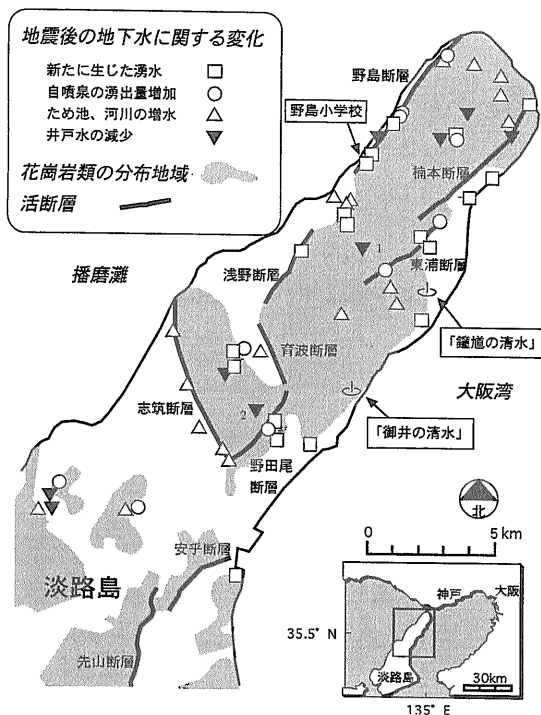 地震後の地下水に関する変化
新たに生じた湧水
自噴泉の湧出量増加
ため池、河川の増水
井戸水の減少
花崗岩類の分布地域
活断層
野島断層
野島小学校
楠本断層
1
東浦断層
浅野断層
播磨灘
「鐘道の清水」
育波断層
大阪湾
志筑断層
2
「御井の清水」
野田尾
断層
北
0 5 km
安乎断層
淡路島
先山断層
神戸
大阪
35.5° N
淡路島
30km
135° E